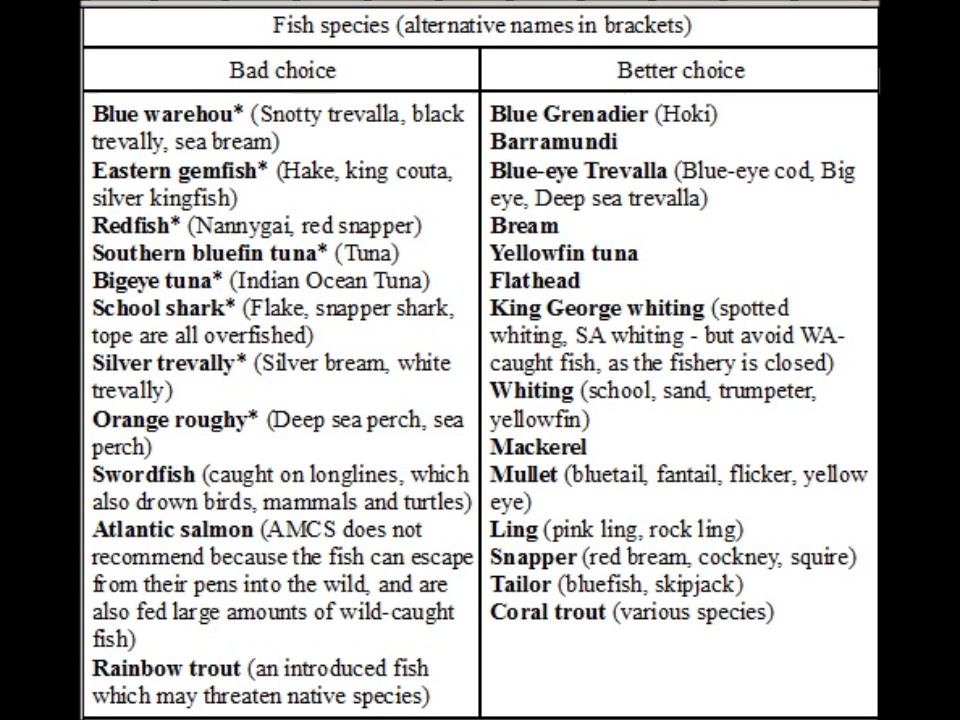 Fish species (alternative names in brackets)
Bad choice
Better choice
Blue warehou* (Snotty trevalla, black
trevally, sea bream)
Eastern gemfish* (Hake, king couta,
silver kingfish)
Redfish* (Nannygai, red snapper)
Southern bluefin tuna* (Tuna)
Bigeye tuna* (Indian Ocean Tuna)
School shark* (Flake, snapper shark,
tope are all overfished)
Silver trevally* (Silver bream, white
trevally)
Orange roughy* (Deep sea perch, sea
perch)
Swordfish (caught on longlines, which
also drown birds, mammals and turtles)
Atlantic salmon (AMCS does not
recommend because the fish can escape
from their pens into the wild, and are
also fed large amounts of wild-caught
fish)
Rainbow trout (an introduced fish
which may threaten native species)
Blue Grenadier (Hoki)
Barramundi
Blue-eye Trevalla (Blue-eye cod, Big
eye, Deep sea trevalla)
Bream
Yellowfin tuna
Flathead
King George whiting (spotted
whiting, SA whiting - but avoid WA-
caught fish, as the fishery is closed)
Whiting (school, sand, trumpeter,
yellowfin)
Mackerel
Mullet (bluetail, fantail, flicker, yellow
eye)
Ling (pink ling, rock ling)
Snapper (red bream, cockney, squire)
Tailor (bluefish, skipjack)
Coral trout (various species)